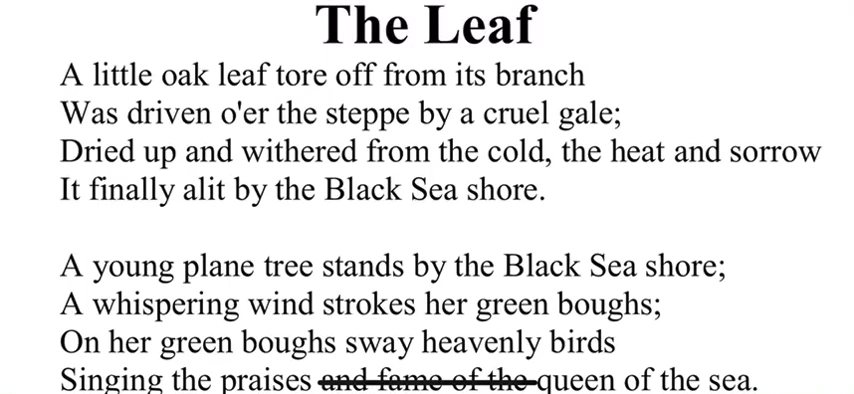 The Leaf
A little oak leaf tore off from its branch
Was driven o'er the steppe by a cruel gale;
Dried up and withered from the cold, the heat and sorrow
It finally alit by the Black Sea shore.
A young plane tree stands by the Black Sea shore;
A whispering wind strokes her green boughs;
On her green boughs sway heavenly birds
Singing the praises and fame of the queen of the sea.